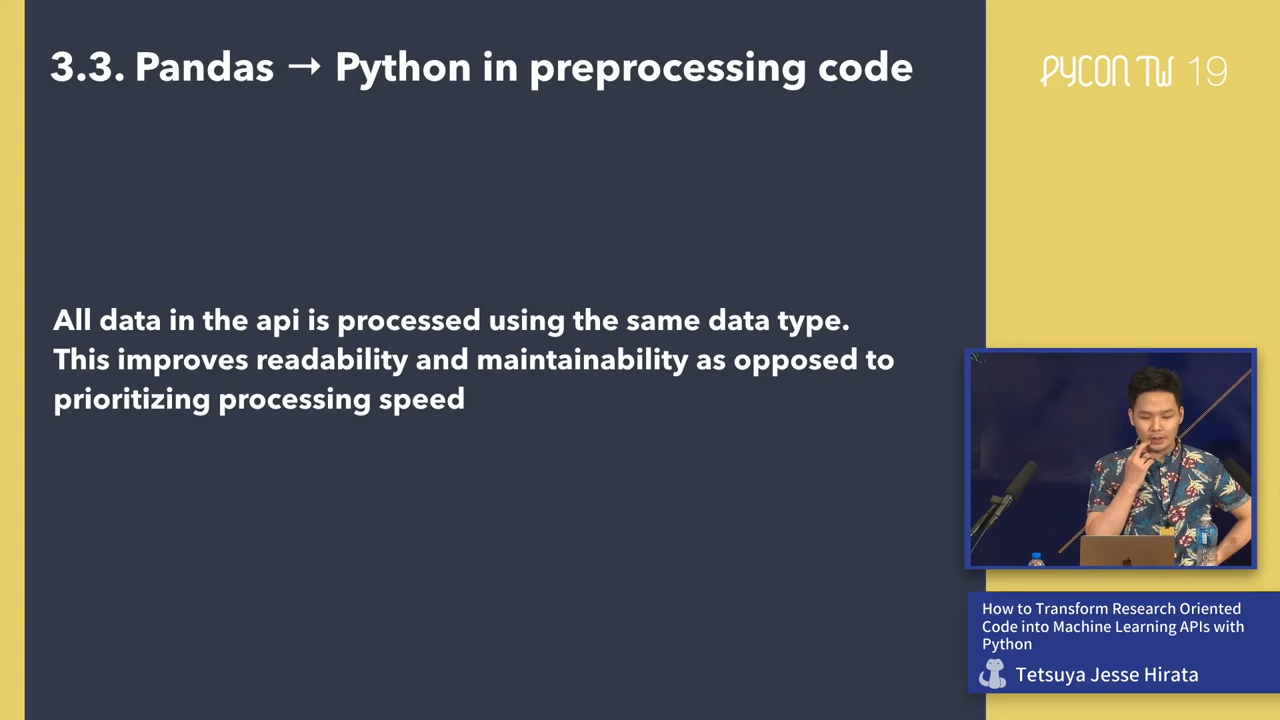 3.3. Pandas → Python in preprocessing code
PYCON TW 19
All data in the api is processed using the same data type.
This improves readability and maintainability as opposed to
prioritizing processing speed
How to Transform Research Oriented
Code into Machine Learning APIs with
Python
Tetsuya Jesse Hirata